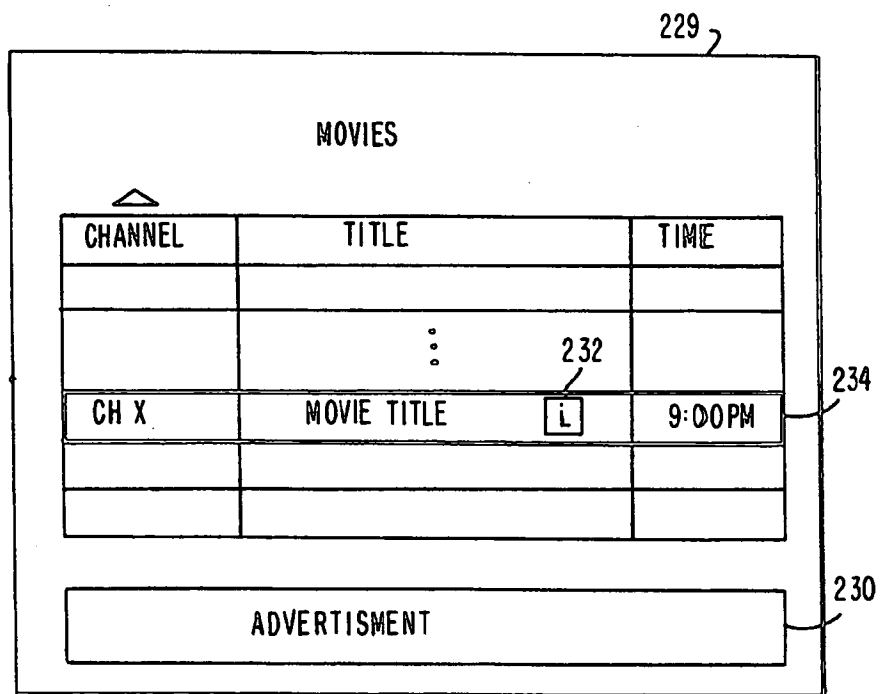 229
MOVIES
CHANNEL TITLE TIME
232
234
CH X MOVIE TITLE i 9:00PM
230
ADVERTISMENT